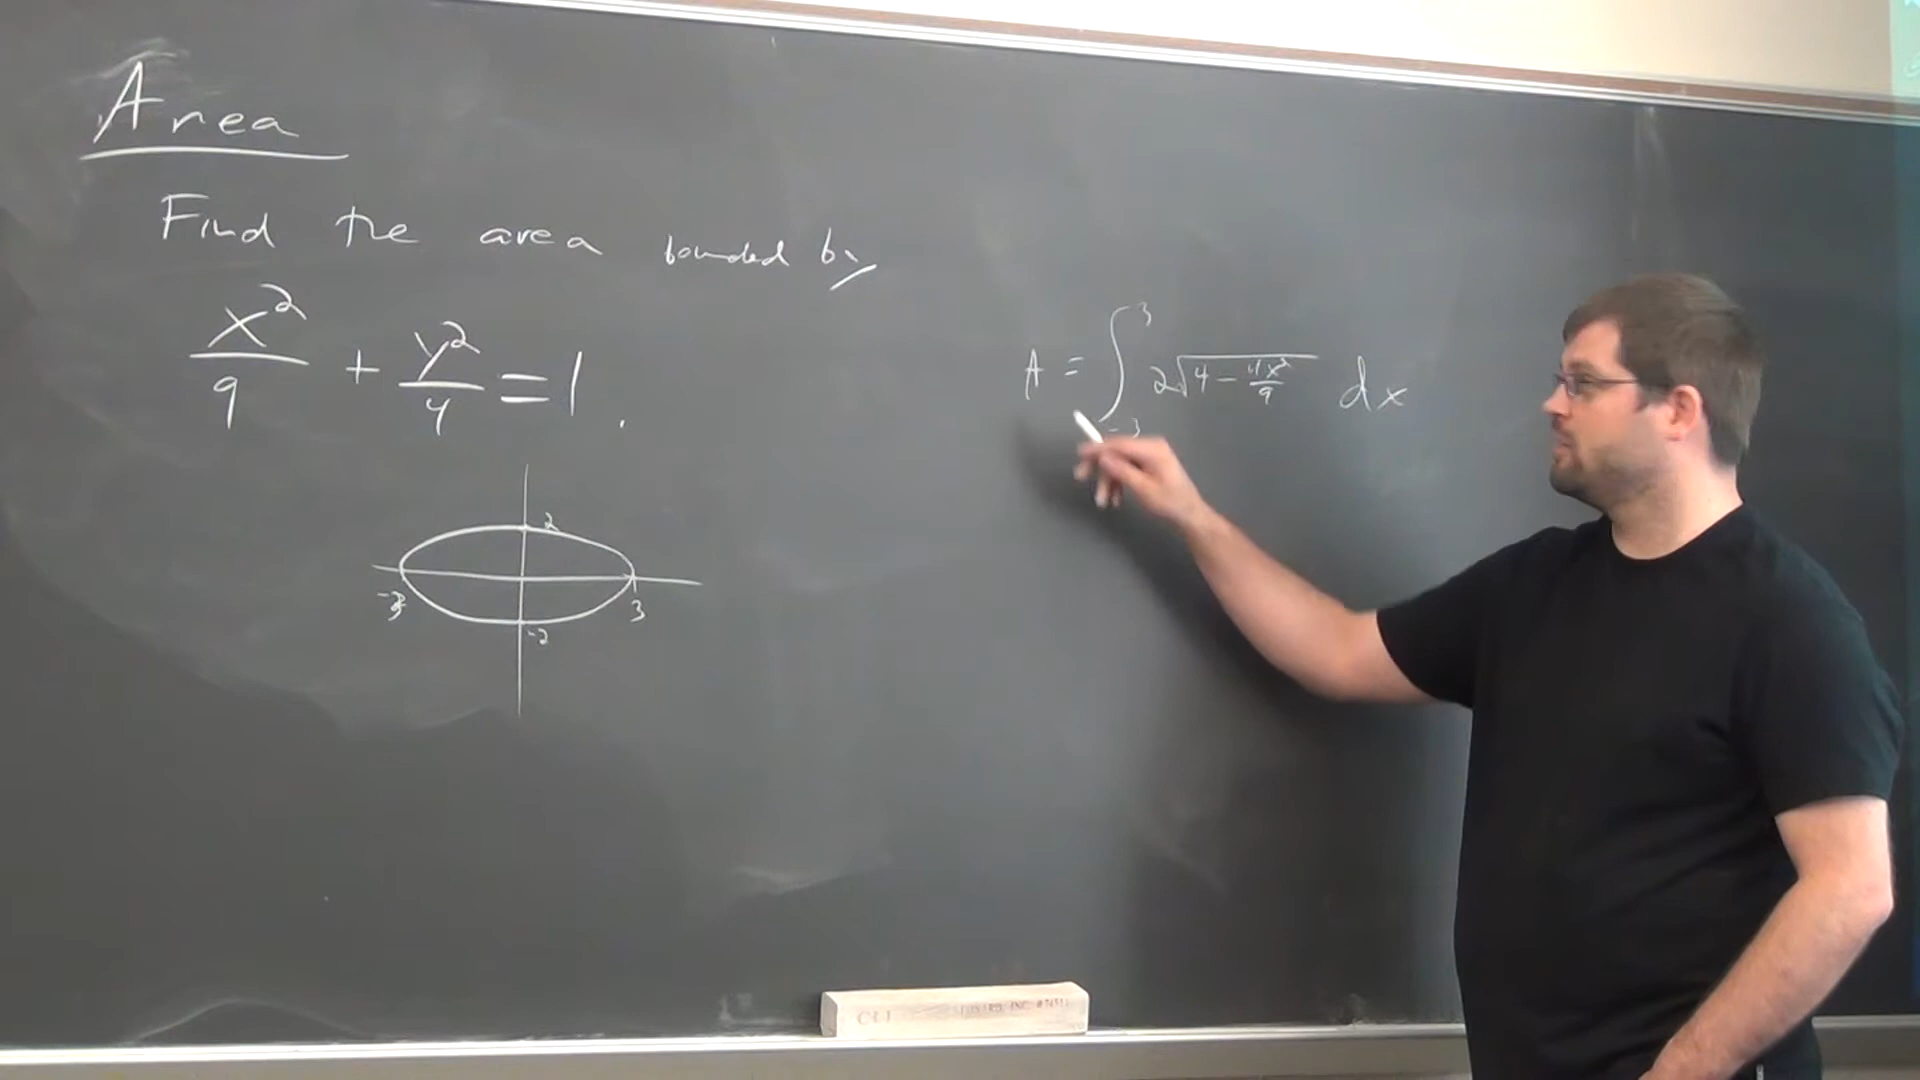 Area
Find the area bounded by
x²/9 + y²/4 = 1.
A = ∫_{-3}^{3} 2√(4 - 4x²/9) dx
2
-3
3
-2